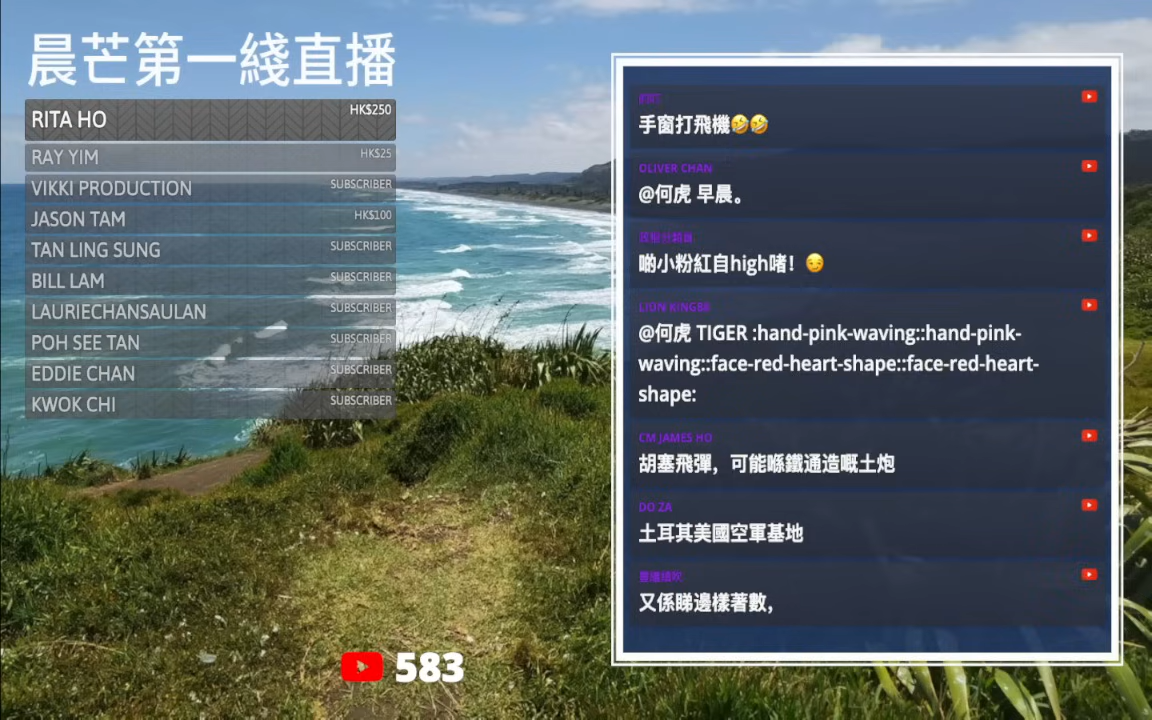 晨芒第一綫直播
RITA HO HK$250
RAY YIM HK$25
VIKKI PRODUCTION SUBSCRIBER
JASON TAM HK$100
TAN LING SUNG SUBSCRIBER
BILL LAM SUBSCRIBER
LAURIECHANSAULAN SUBSCRIBER
POH SEE TAN SUBSCRIBER
EDDIE CHAN SUBSCRIBER
KWOK CHI SUBSCRIBER
583
手窗打飛機🤣🤣
OLIVER CHAN
@何虎 早晨。
啲小粉紅自high啫！😏
LION KING88
@何虎 TIGER :hand-pink-waving::hand-pink-
waving::face-red-heart-shape::face-red-heart-
shape:
CM JAMES HO
胡塞飛彈，可能喺鐵通造嘅土炮
DO ZA
土耳其美國空軍基地
又係睇邊樣著數，